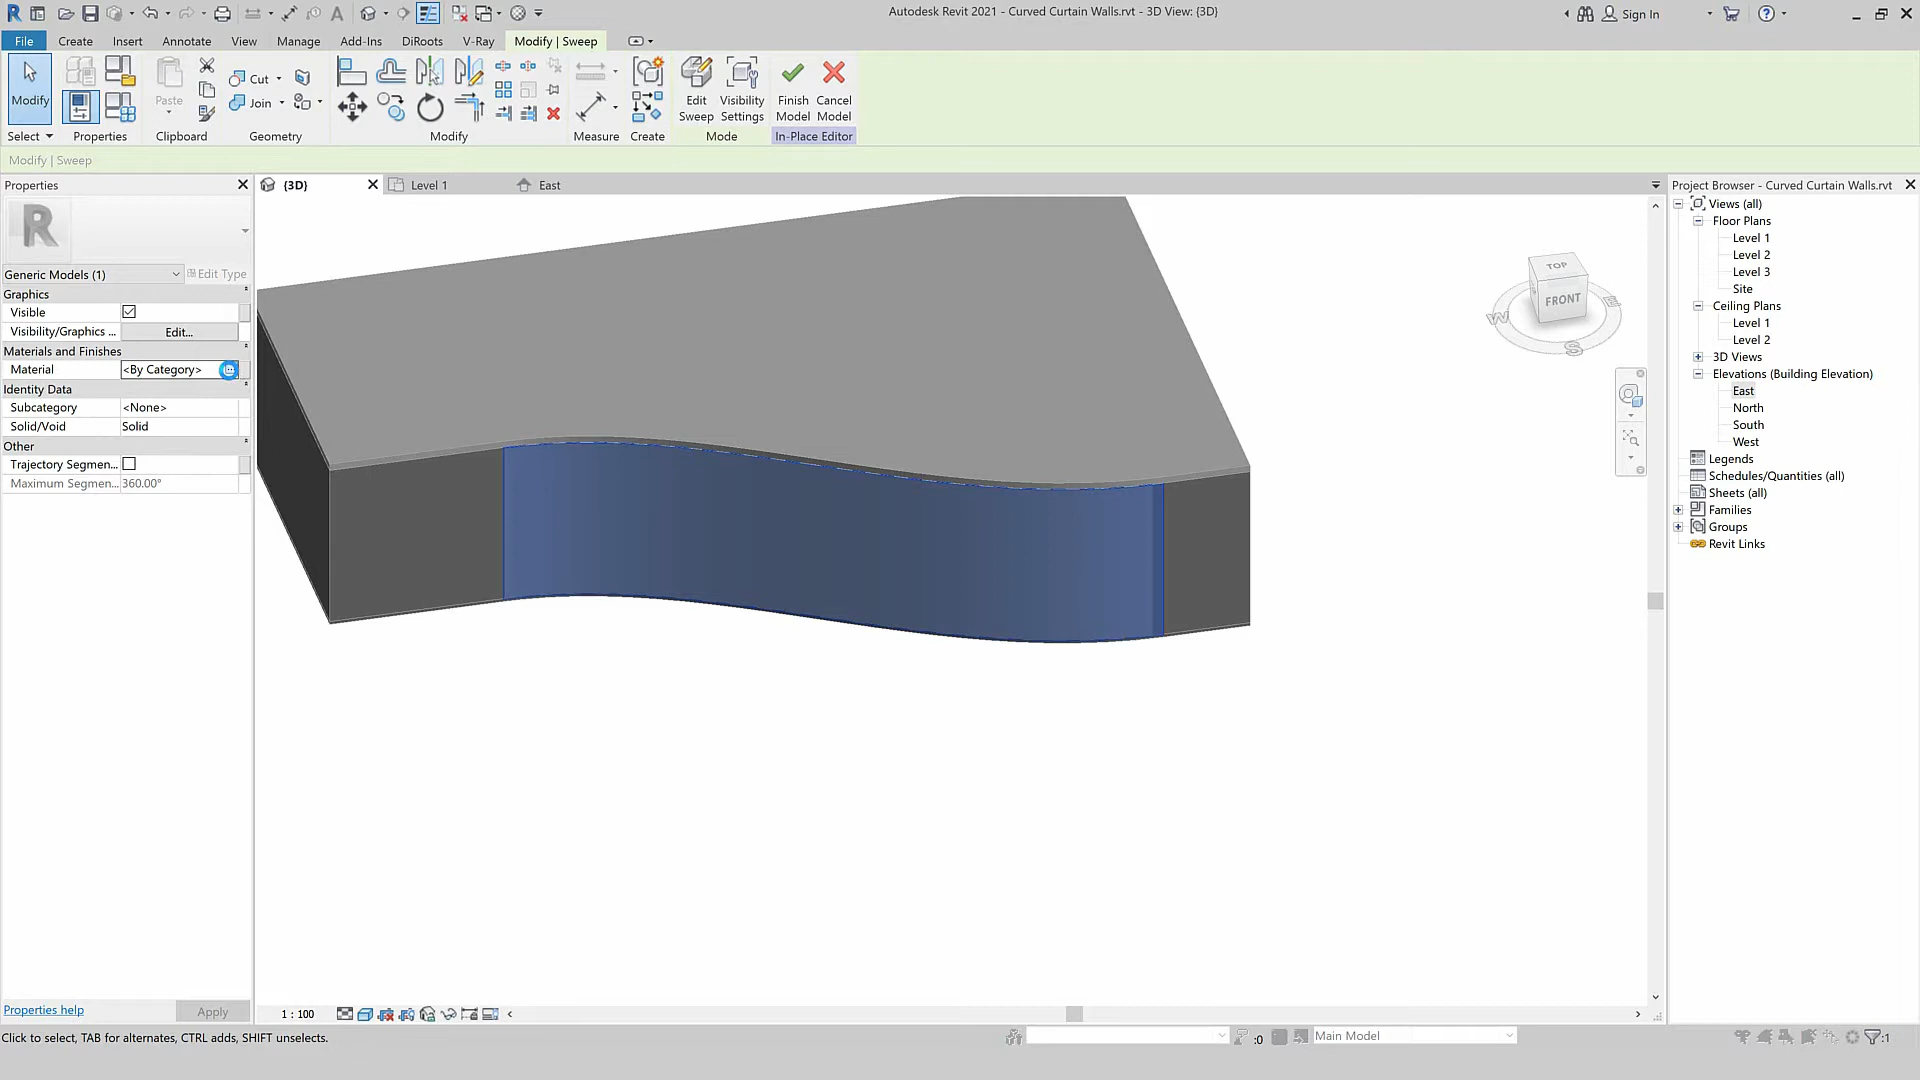 Autodesk Revit 2021 - Curved Curtain Walls.rvt - 3D View: {3D}
Sign In
File Create Insert Annotate View Manage Add-Ins DiRoots V-Ray Modify | Sweep
Modify
Paste
Cut
Join
Edit Sweep
Visibility Settings
Finish Model
Cancel Model
Select Properties Clipboard Geometry Modify Measure Create Mode In-Place Editor
Modify | Sweep
Properties
{3D}
Level 1
East
Project Browser - Curved Curtain Walls.rvt
R
Generic Models (1)
Edit Type
Graphics
Visible
Visibility/Graphics ... Edit...
Materials and Finishes
Material <By Category>
Identity Data
Subcategory <None>
Solid/Void Solid
Other
Trajectory Segmen...
Maximum Segmen... 360.00°
TOP
FRONT
W
S
E
Views (all)
Floor Plans
Level 1
Level 2
Level 3
Site
Ceiling Plans
Level 1
Level 2
3D Views
Elevations (Building Elevation)
East
North
South
West
Legends
Schedules/Quantities (all)
Sheets (all)
Families
Groups
Revit Links
Properties help
Apply
1 : 100
Click to select, TAB for alternates, CTRL adds, SHIFT unselects.
:0
Main Model
:1